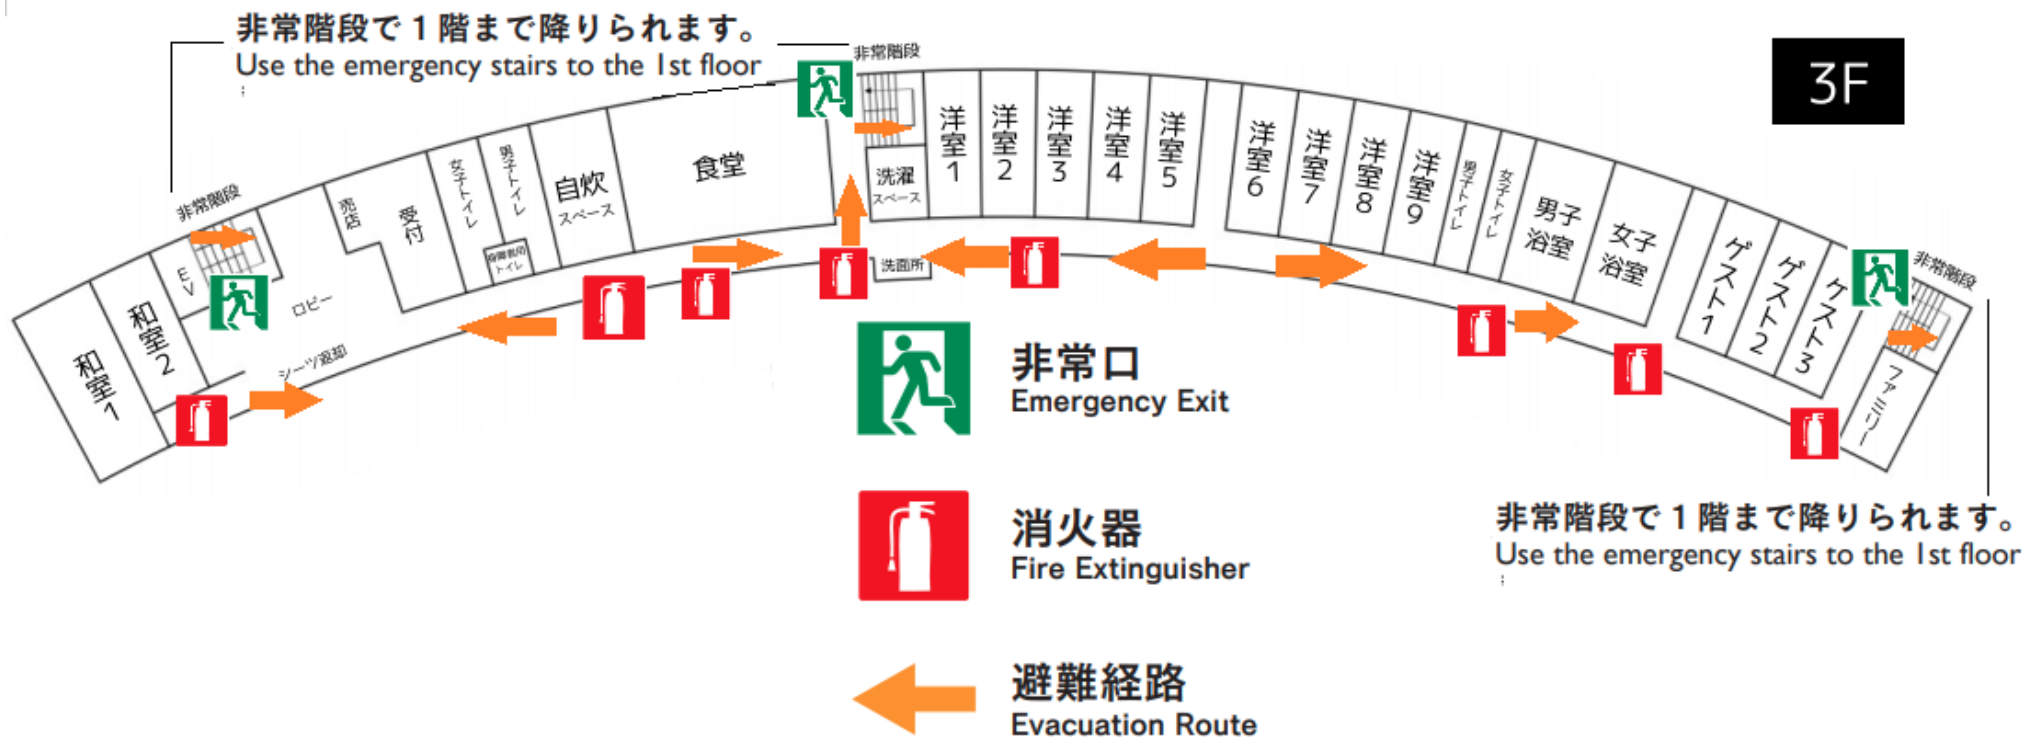 非常階段で1階まで降りられます。
Use the emergency stairs to the 1st floor
非常階段
3F
非常階段
和室1
和室2
EV
ロビー
シーツ返却
売店
受付
女子トイレ
男子トイレ
トイレ
自炊
スペース
食堂
洗濯
スペース
洗面所
洋室1
洋室2
洋室3
洋室4
洋室5
洋室6
洋室7
洋室8
洋室9
男子トイレ
女子トイレ
男子
浴室
女子
浴室
ゲスト1
ゲスト2
ゲスト3
非常階段
ファミリー
非常口
Emergency Exit
消火器
Fire Extinguisher
避難経路
Evacuation Route
非常階段で1階まで降りられます。
Use the emergency stairs to the 1st floor